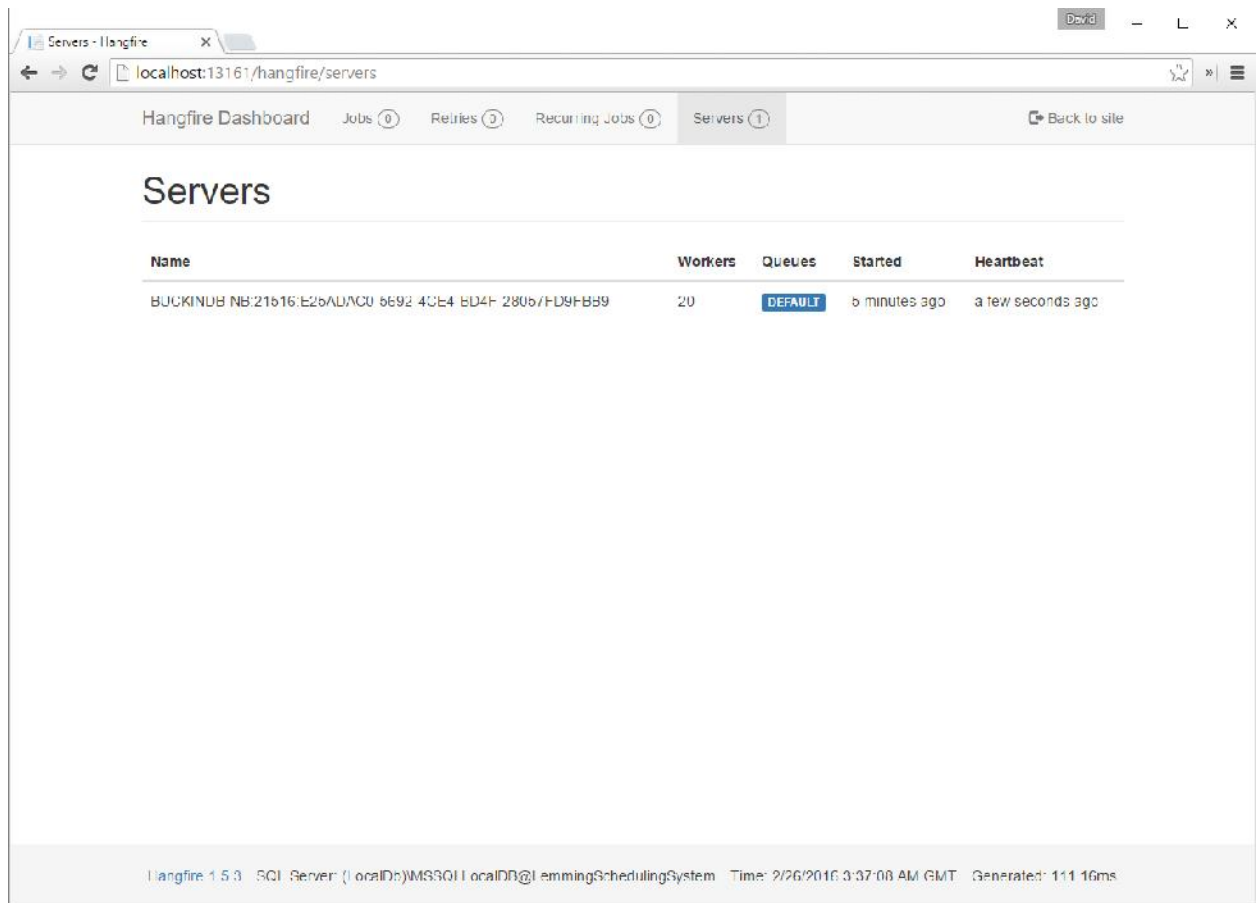 David
Servers - Hangfire
localhost:13161/hangfire/servers
Hangfire Dashboard Jobs 0 Retries 0 Recurring Jobs 0 Servers 1 Back to site
Servers
Name Workers Queues Started Heartbeat
20 DEFAULT 5 minutes ago a few seconds ago
Hangfire 1.5.3 SQL Server: (LocalDb)\MSSQLLocalDB@LemmingSchedulingSystem Time: 2/26/2016 3:37:08 AM GMT Generated: 111.16ms